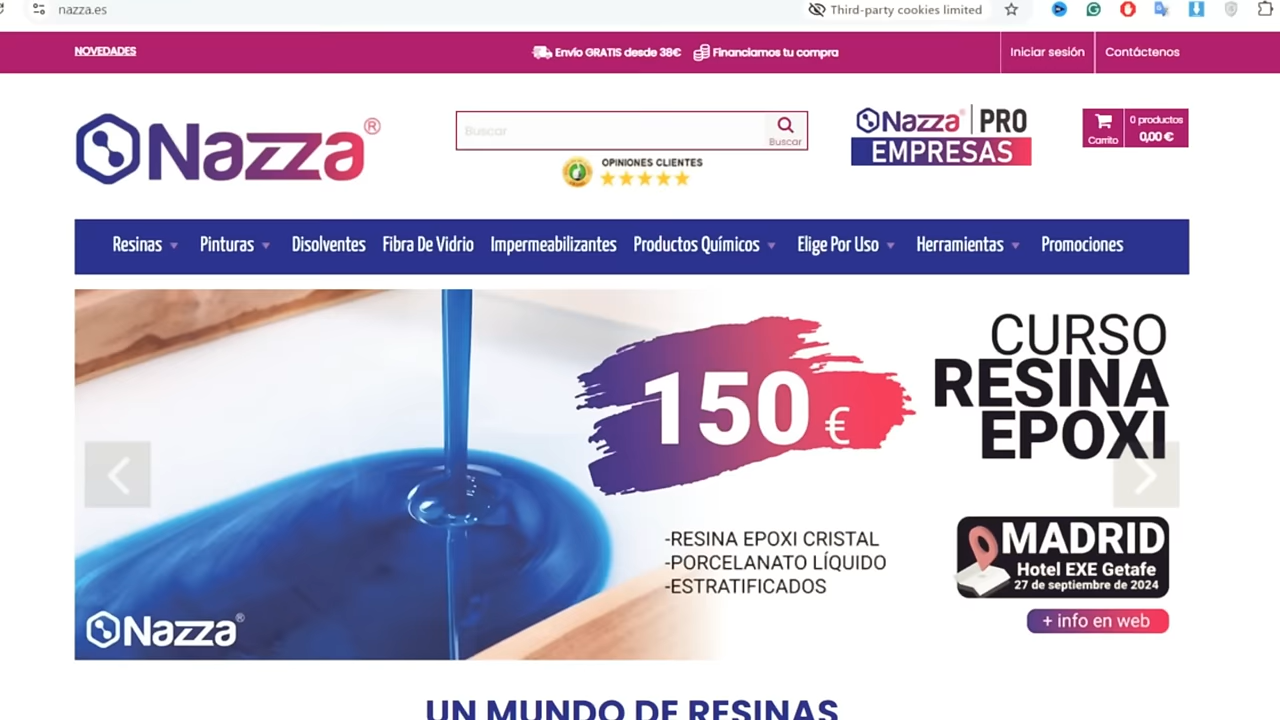 nazza.es
Third-party cookies limited
NOVEDADES
Envío GRATIS desde 38€
Financiamos tu compra
Iniciar sesión
Contáctenos
Nazza®
Buscar
Buscar
OPINIONES CLIENTES
Nazza® PRO
EMPRESAS
Carrito
0 productos
0,00 €
Resinas
Pinturas
Disolventes
Fibra De Vidrio
Impermeabilizantes
Productos Químicos
Elige Por Uso
Herramientas
Promociones
150 €
CURSO
RESINA
EPOXI
-RESINA EPOXI CRISTAL
-PORCELANATO LÍQUIDO
-ESTRATIFICADOS
MADRID
Hotel EXE Getafe
27 de septiembre de 2024
+ info en web
Nazza®
UN MUNDO DE RESINAS